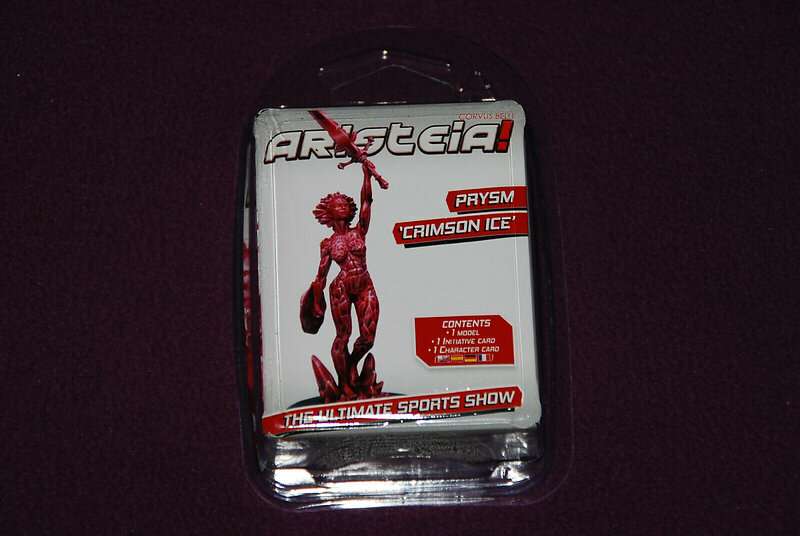 CORVUS BELLI
ARISTEIA!
PRYSM
'CRIMSON ICE'
CONTENTS
• 1 MODEL
• 1 INITIATIVE CARD
• 1 CHARACTER CARD
THE ULTIMATE SPORTS SHOW